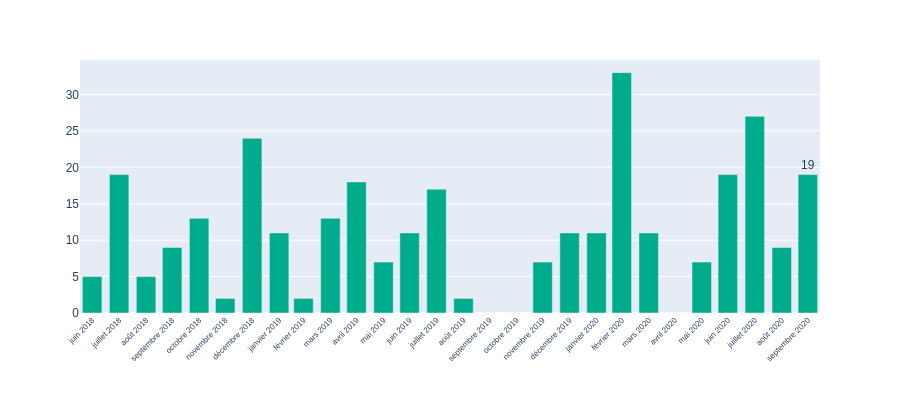 30
25
20
15
10
5
0
19
juin 2018
juillet 2018
août 2018
septembre 2018
octobre 2018
novembre 2018
décembre 2018
janvier 2019
février 2019
mars 2019
avril 2019
mai 2019
juin 2019
juillet 2019
août 2019
septembre 2019
octobre 2019
novembre 2019
décembre 2019
janvier 2020
février 2020
mars 2020
avril 2020
mai 2020
juin 2020
juillet 2020
août 2020
septembre 2020